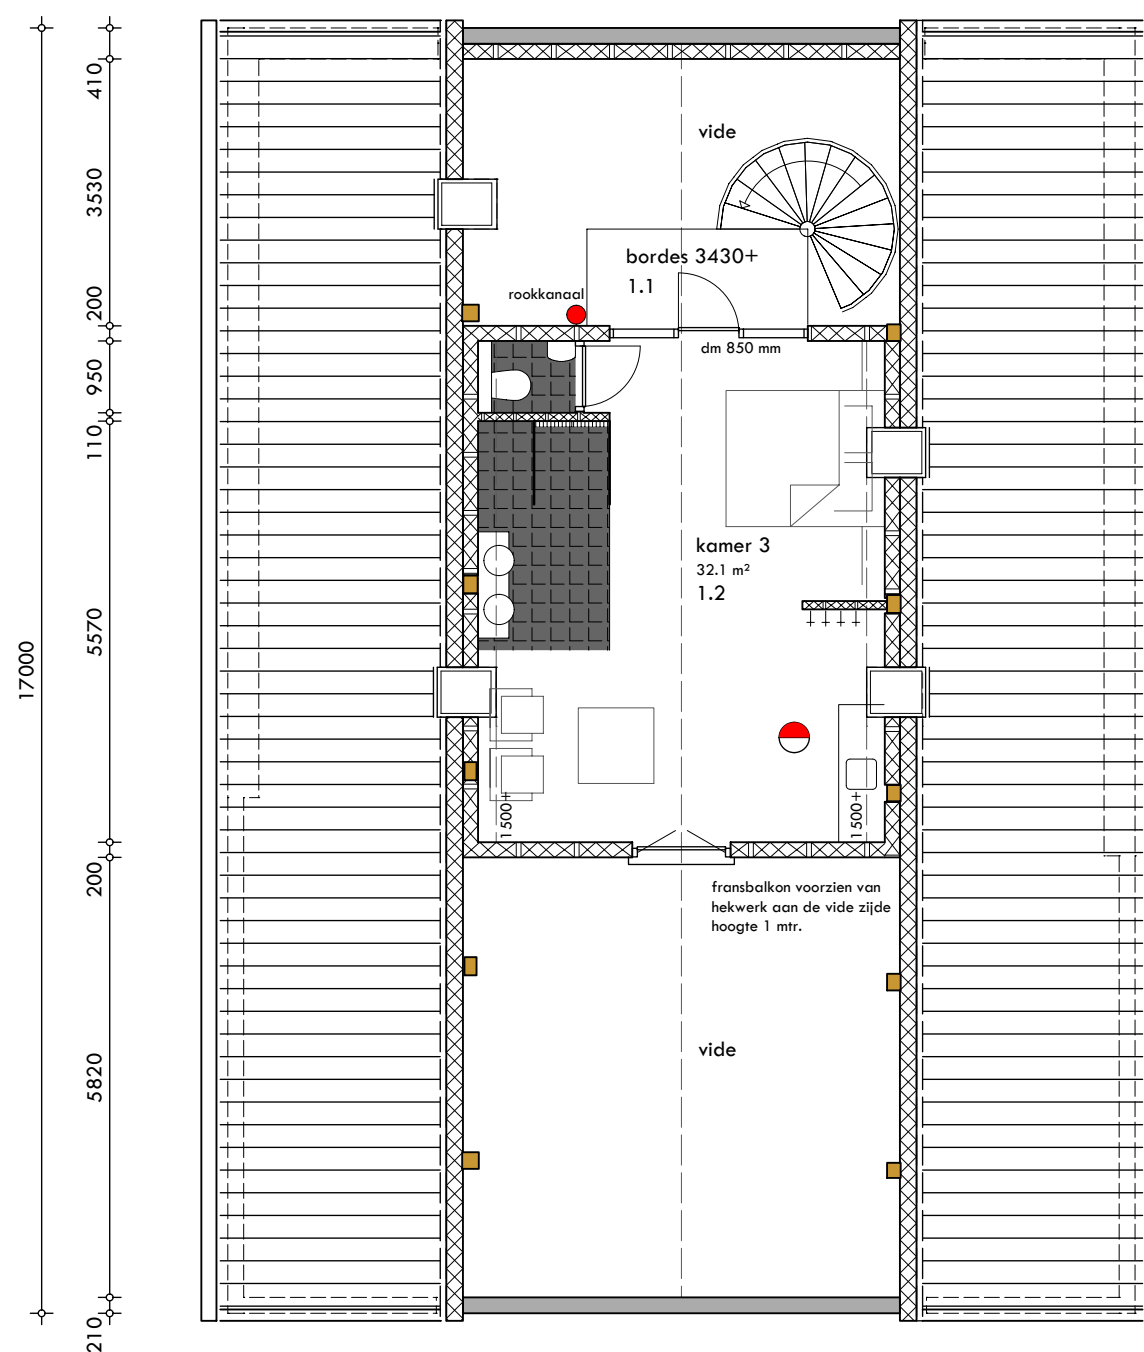 410
3530
200
950
110
5570
17000
200
5820
210
vide
bordes 3430+
1.1
rookkanaal
dm 850 mm
kamer 3
32.1 m²
1.2
1500+
1500+
fransbalkon voorzien van
hekwerk aan de vide zijde
hoogte 1 mtr.
vide